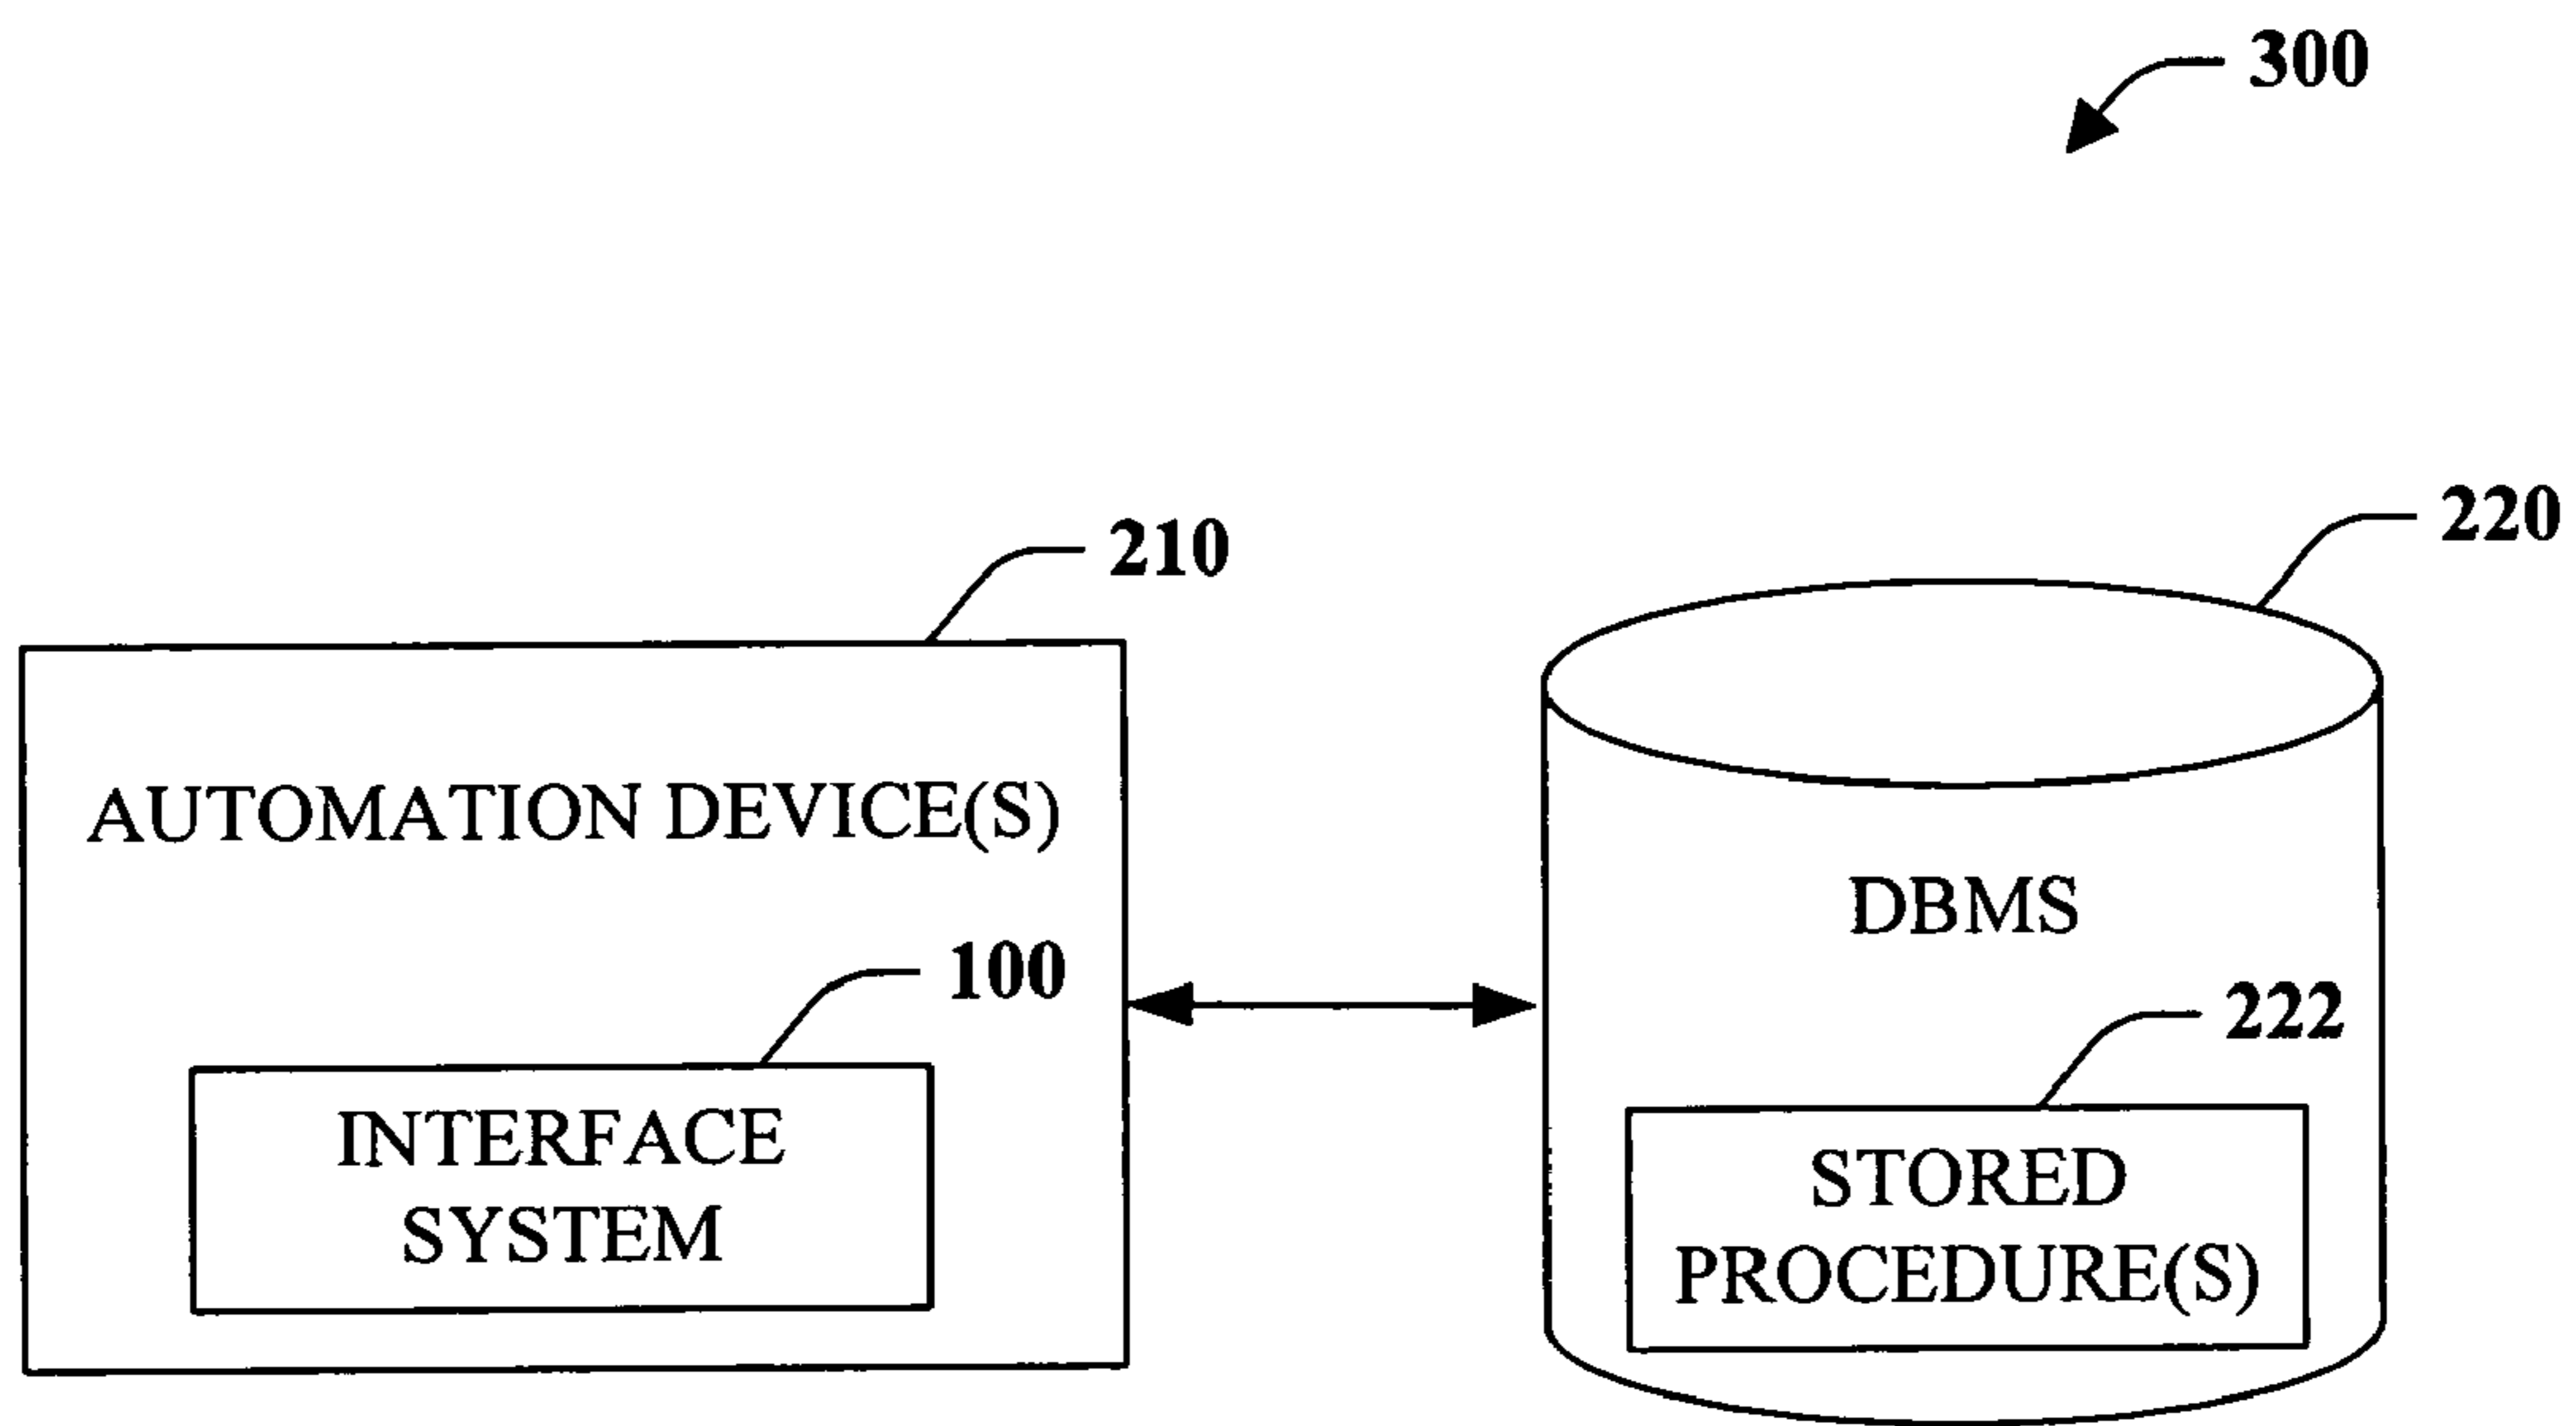 300
210
220
AUTOMATION DEVICE(S)
DBMS
100
222
INTERFACE
SYSTEM
STORED
PROCEDURE(S)